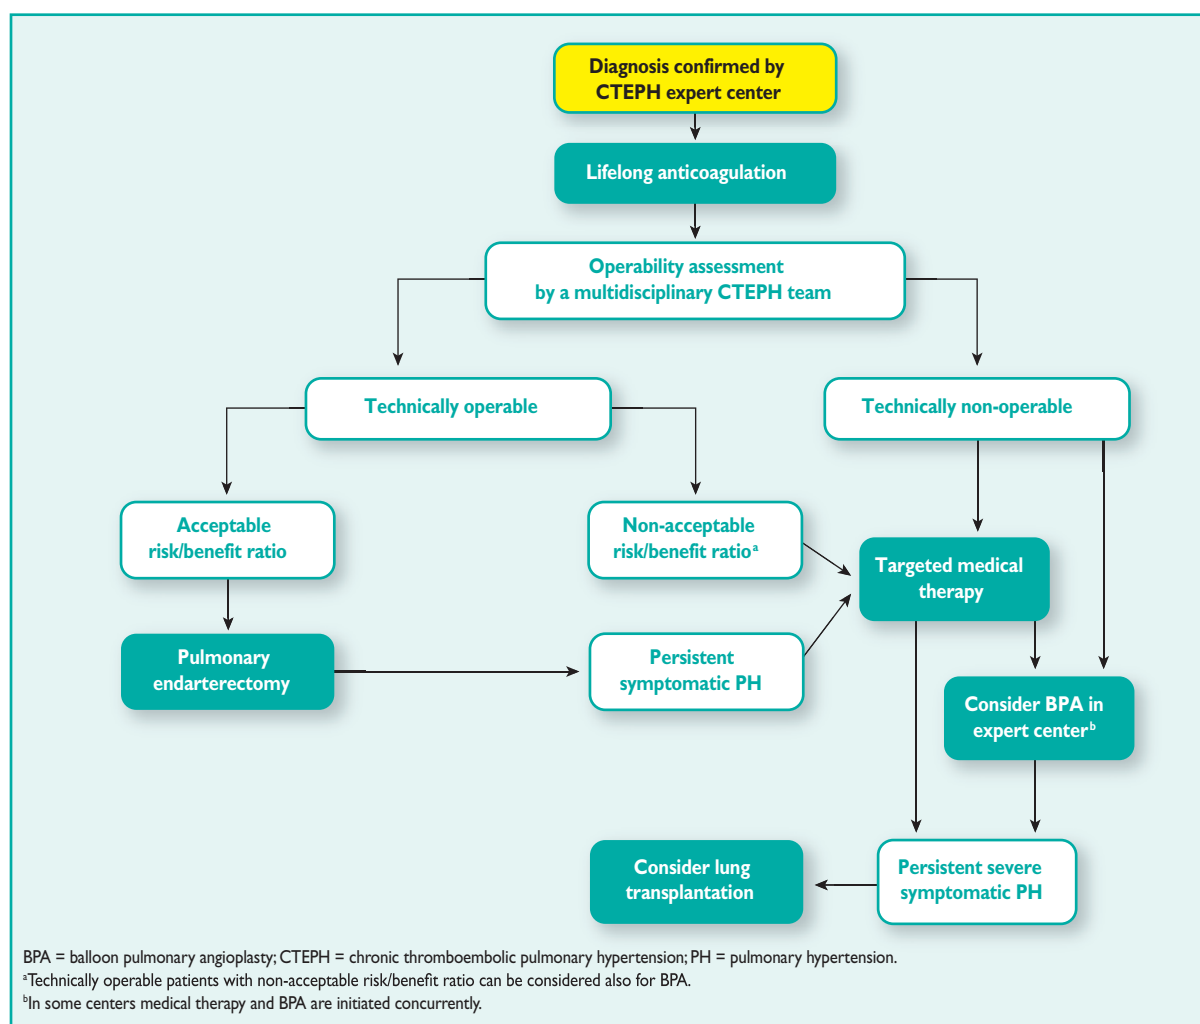 Diagnosis confirmed by
CTEPH expert center
Lifelong anticoagulation
Operability assessment
by a multidisciplinary CTEPH team
Technically operable
Technically non-operable
Acceptable
risk/benefit ratio
Non-acceptable
risk/benefit ratioᵃ
Targeted medical
therapy
Pulmonary
endarterectomy
Persistent
symptomatic PH
Consider BPA in
expert centerᵇ
Consider lung
transplantation
Persistent severe
symptomatic PH
BPA = balloon pulmonary angioplasty; CTEPH = chronic thromboembolic pulmonary hypertension; PH = pulmonary hypertension.
ᵃTechnically operable patients with non-acceptable risk/benefit ratio can be considered also for BPA.
ᵇIn some centers medical therapy and BPA are initiated concurrently.